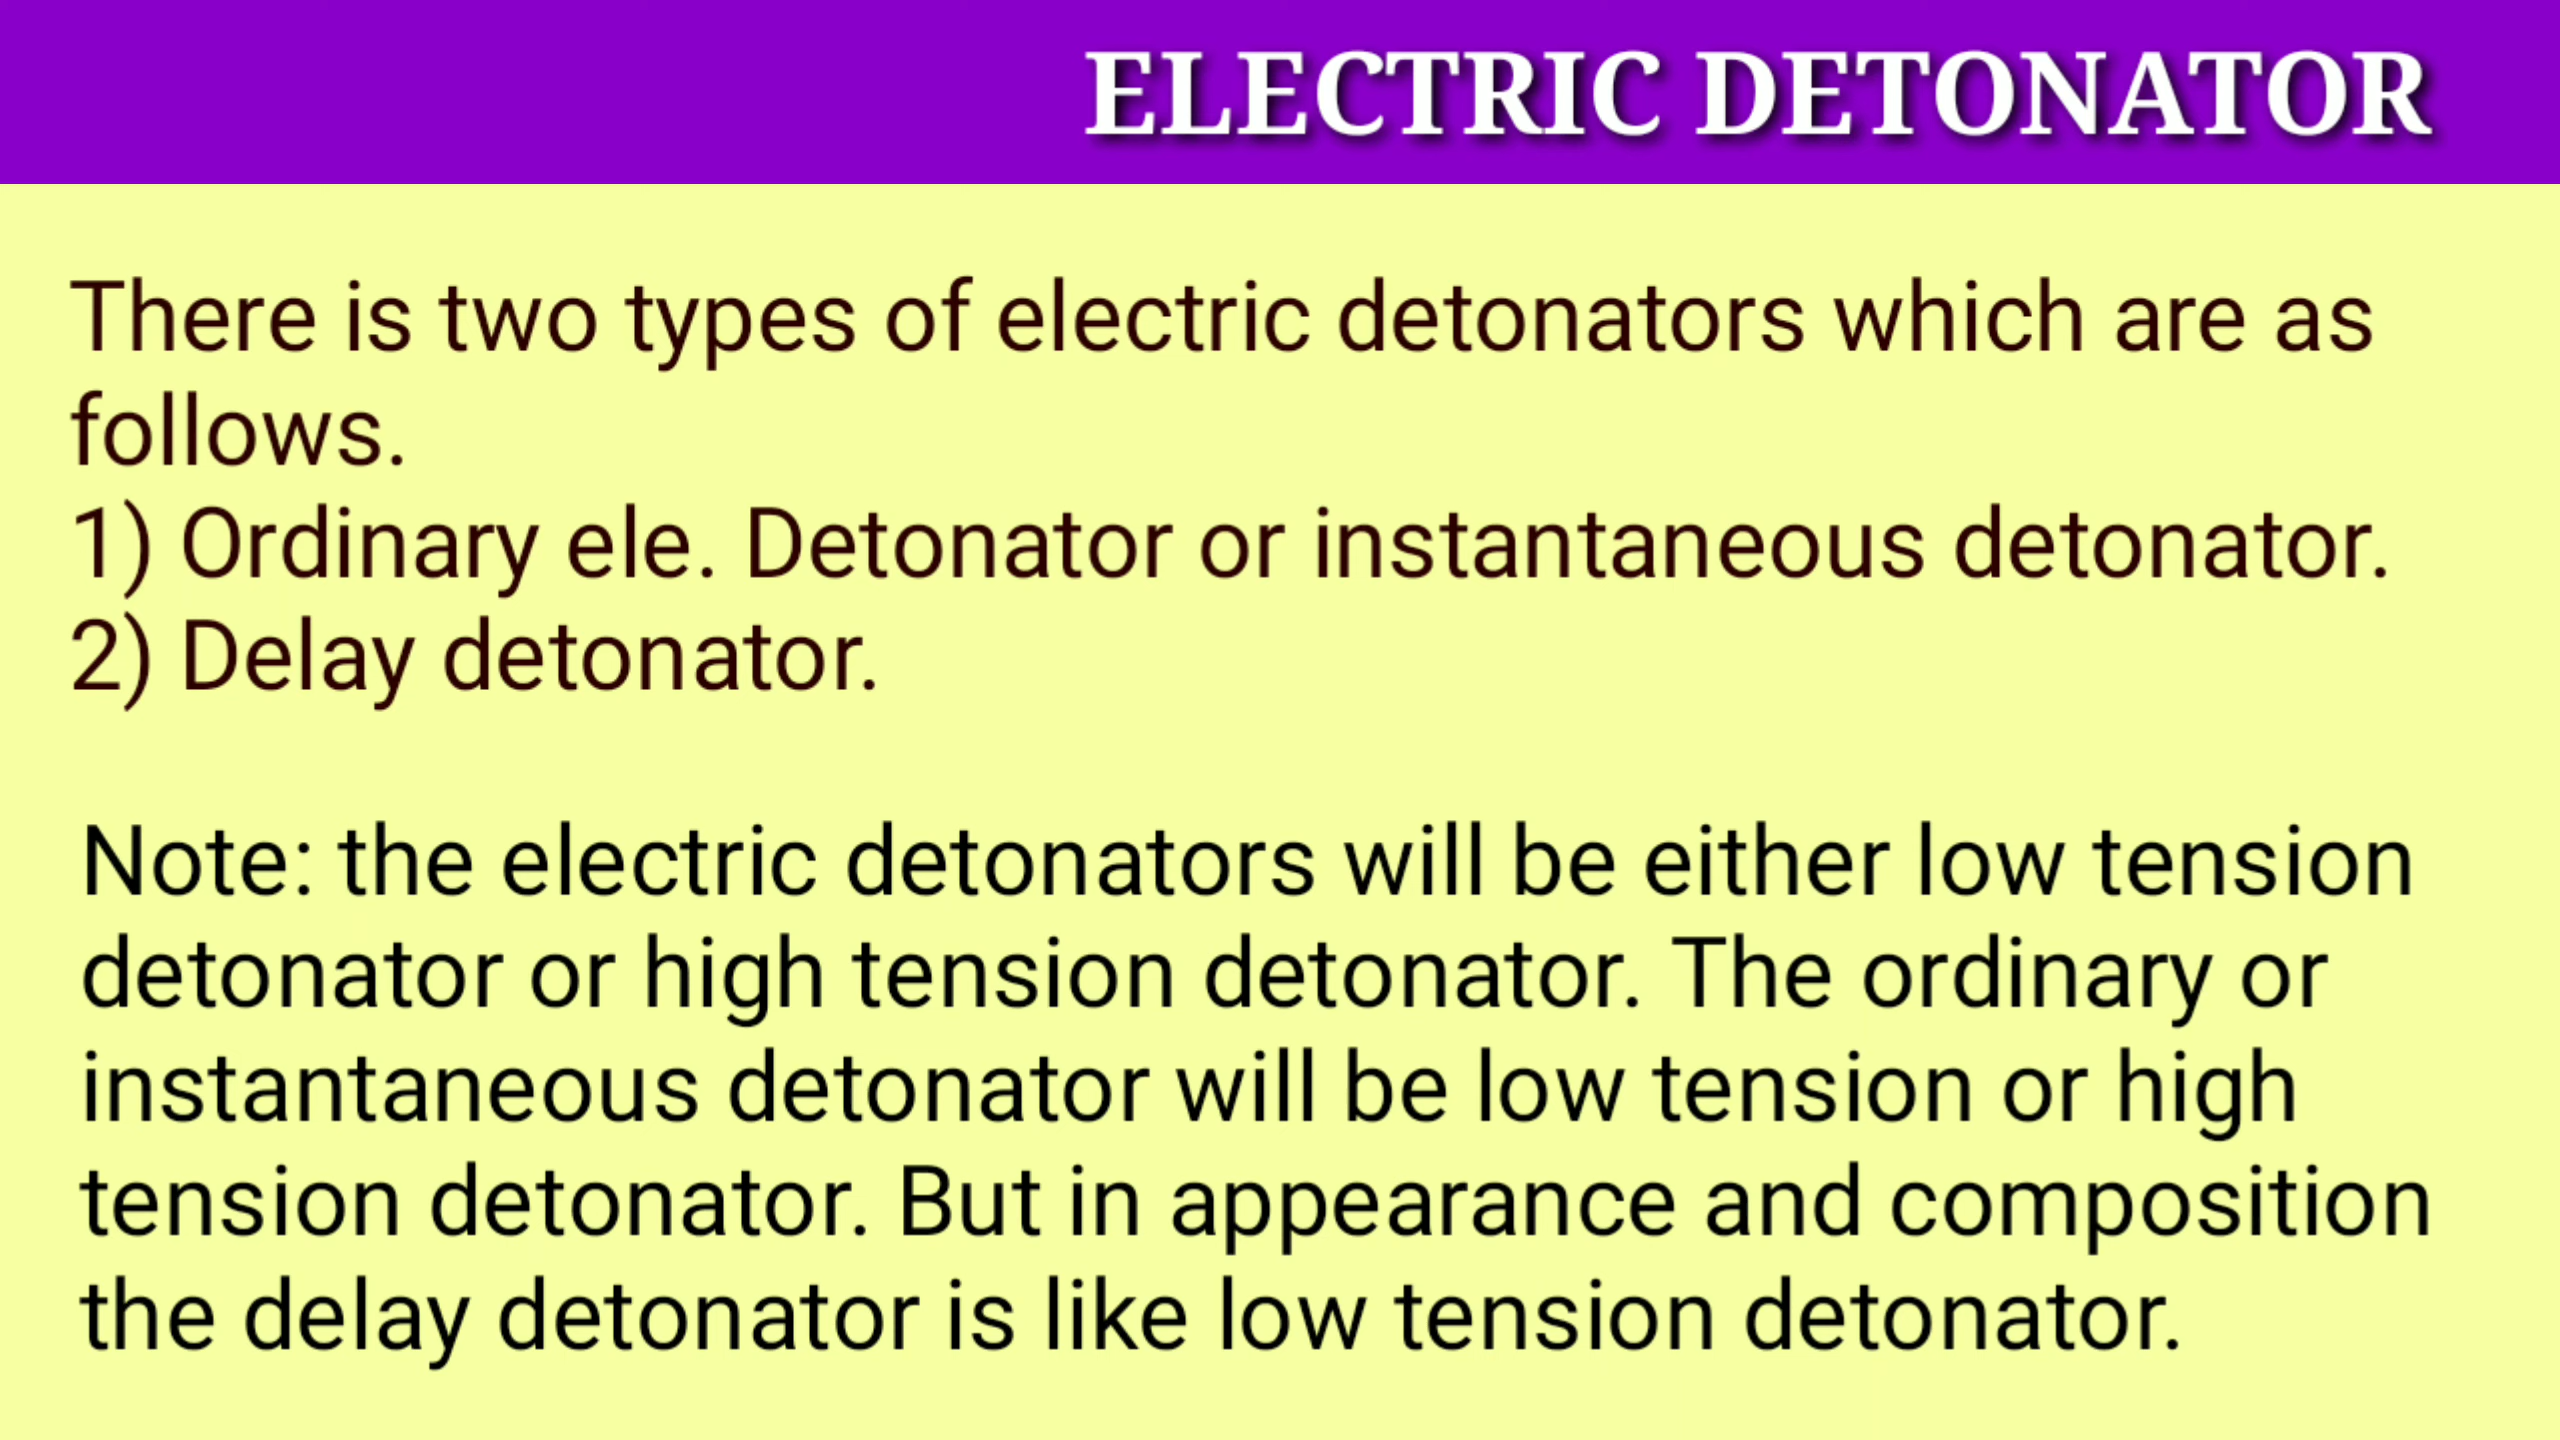 ELECTRIC DETONATOR
There is two types of electric detonators which are as
follows.
1) Ordinary ele. Detonator or instantaneous detonator.
2) Delay detonator.
Note: the electric detonators will be either low tension
detonator or high tension detonator. The ordinary or
instantaneous detonator will be low tension or high
tension detonator. But in appearance and composition
the delay detonator is like low tension detonator.